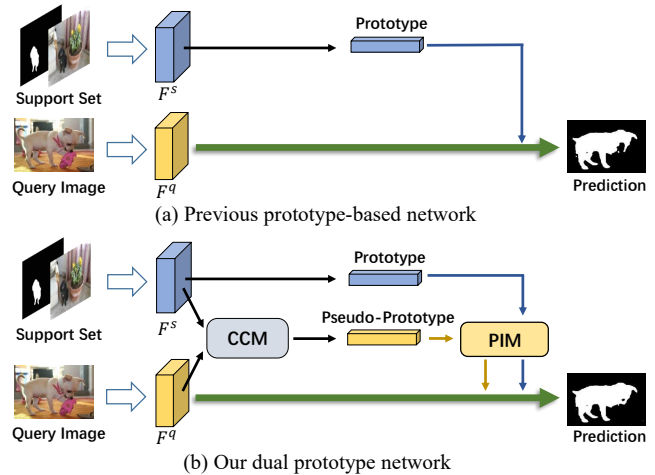 Prototype
F^s
Support Set
F^q
Query Image
Prediction
(a) Previous prototype-based network
Prototype
Support Set
F^s
Pseudo-Prototype
CCM
PIM
Query Image
F^q
Prediction
(b) Our dual prototype network